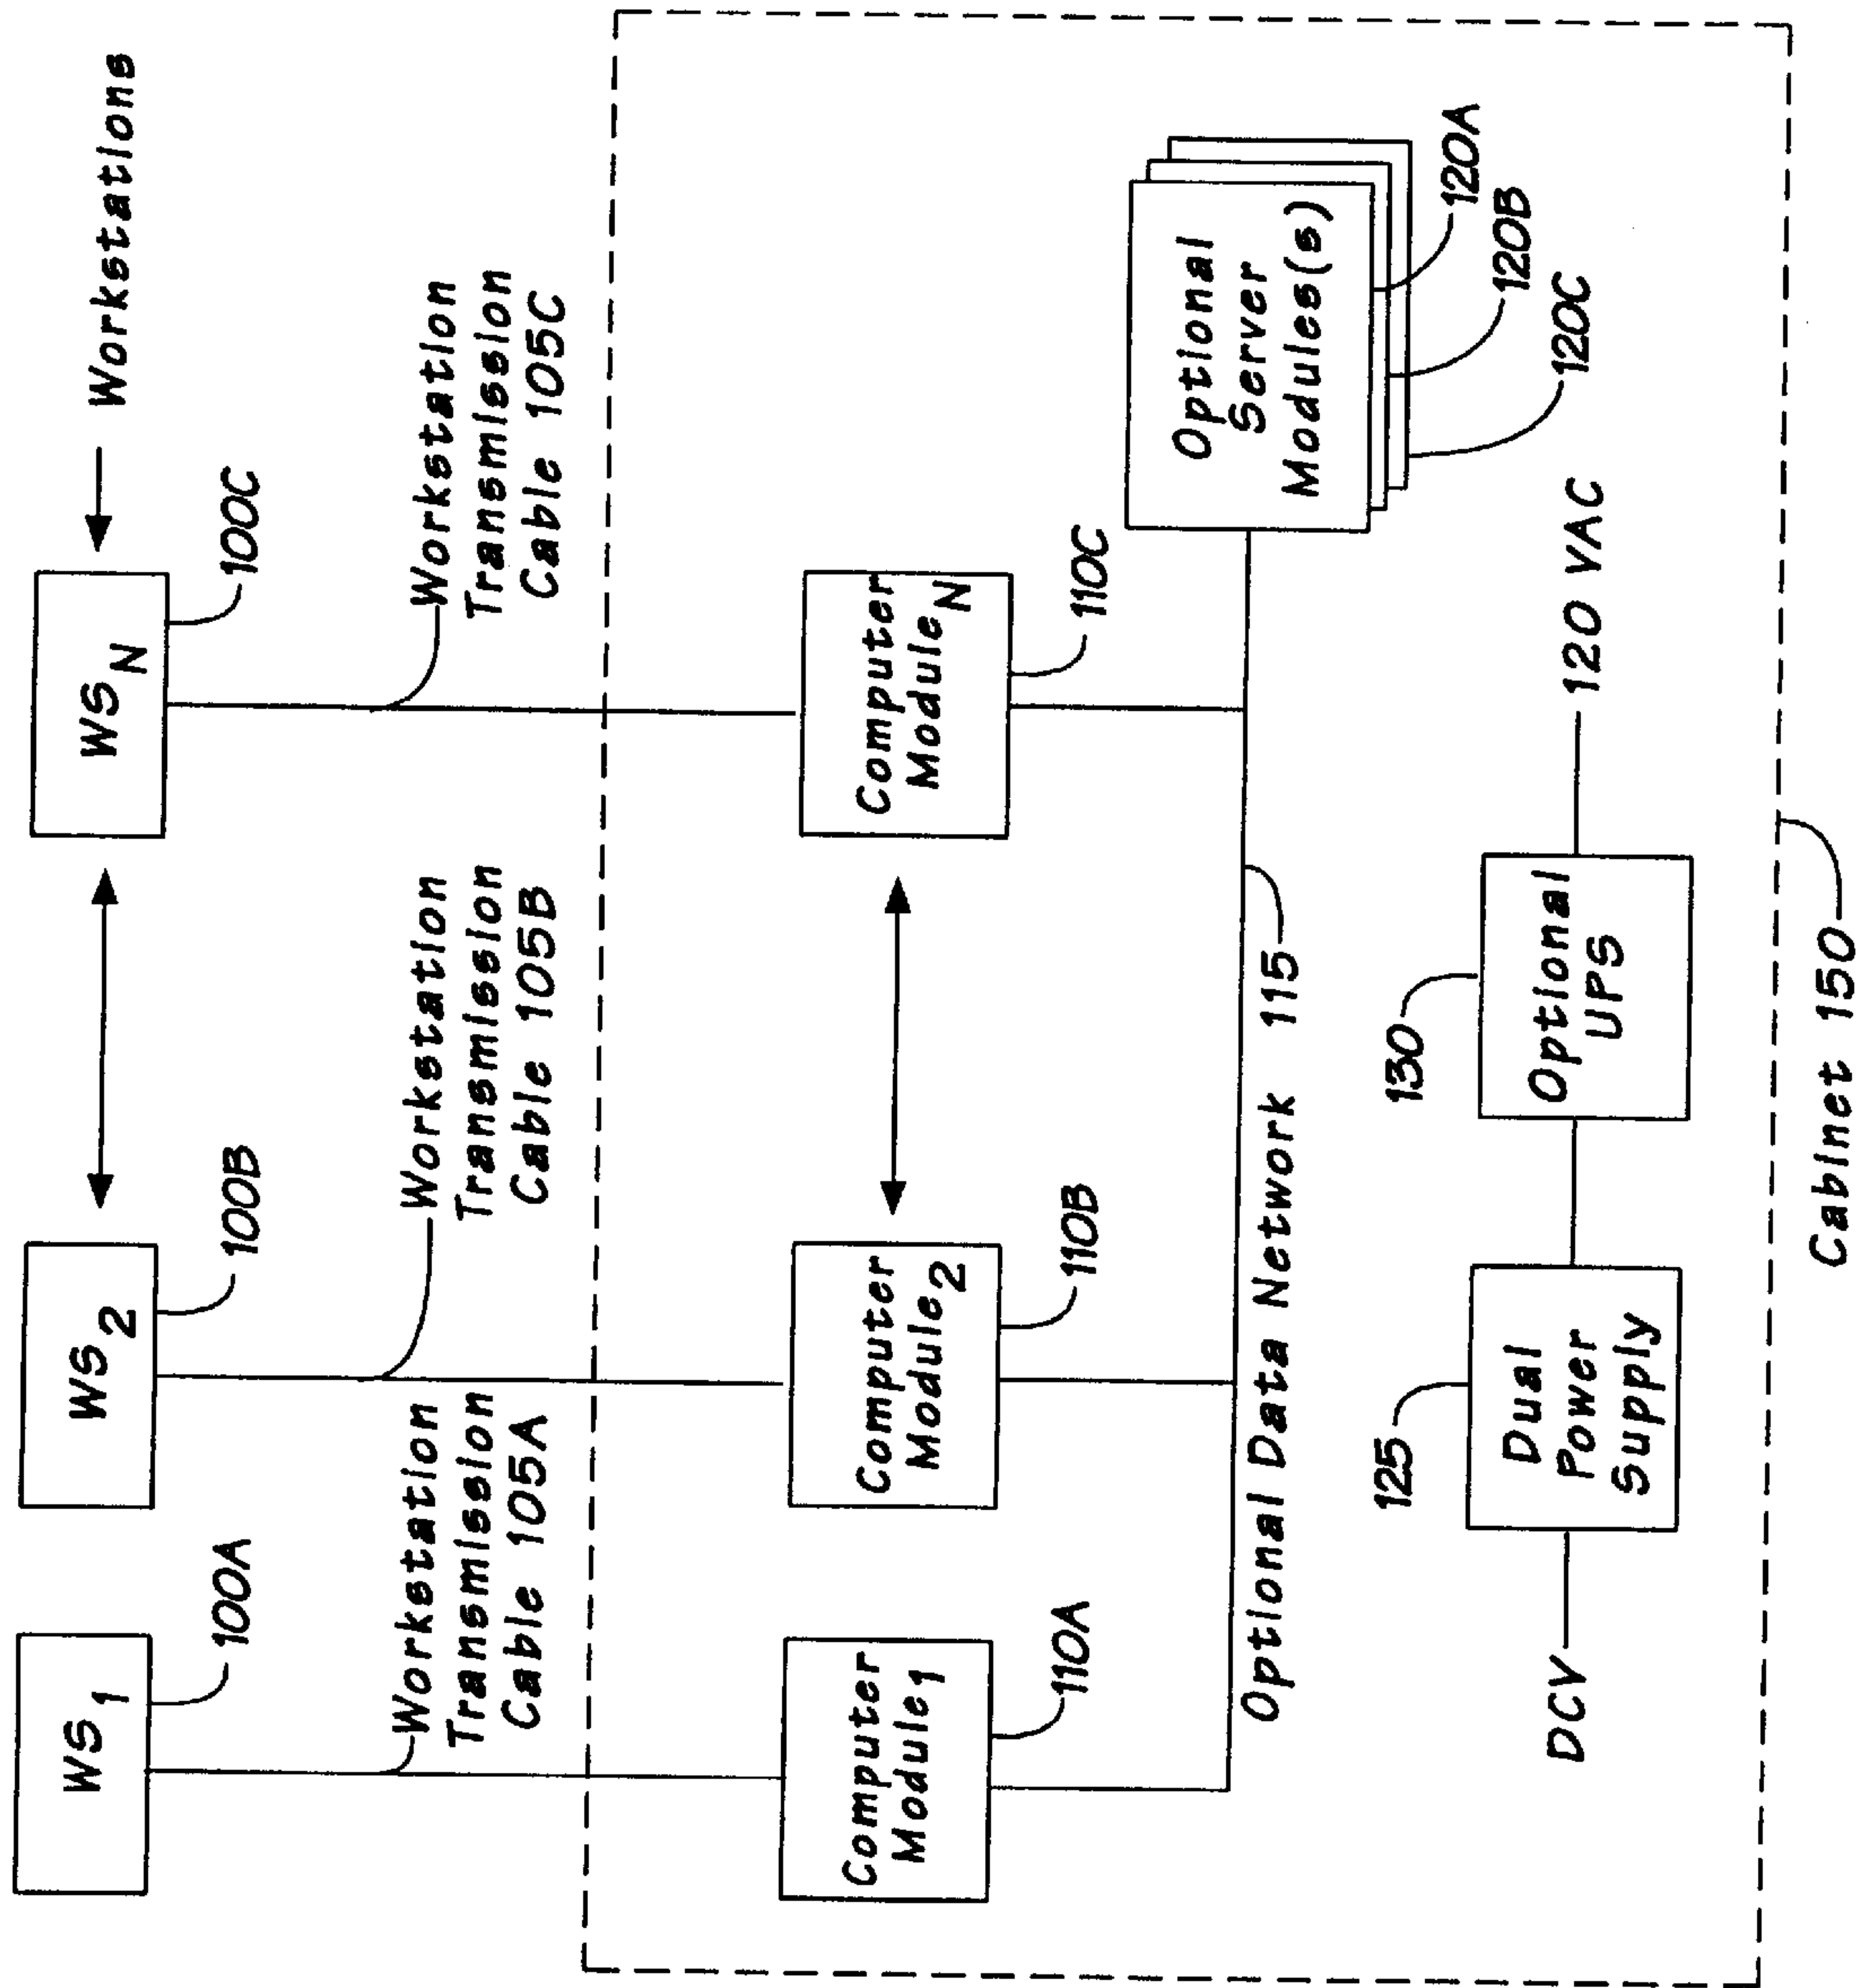 Workstations
WS1
WS2
WSN
100A
100B
100C
Workstation
Transmission
Cable 105A
Workstation
Transmission
Cable 105B
Workstation
Transmission
Cable 105C
Computer
Module1
Computer
Module2
Computer
ModuleN
110A
110B
110C
Optional
Server
Modules(s)
120A
120B
120C
Optional Data Network 115
125
130
DCV
Dual
Power
Supply
Optional
UPS
120 VAC
Cabinet 150